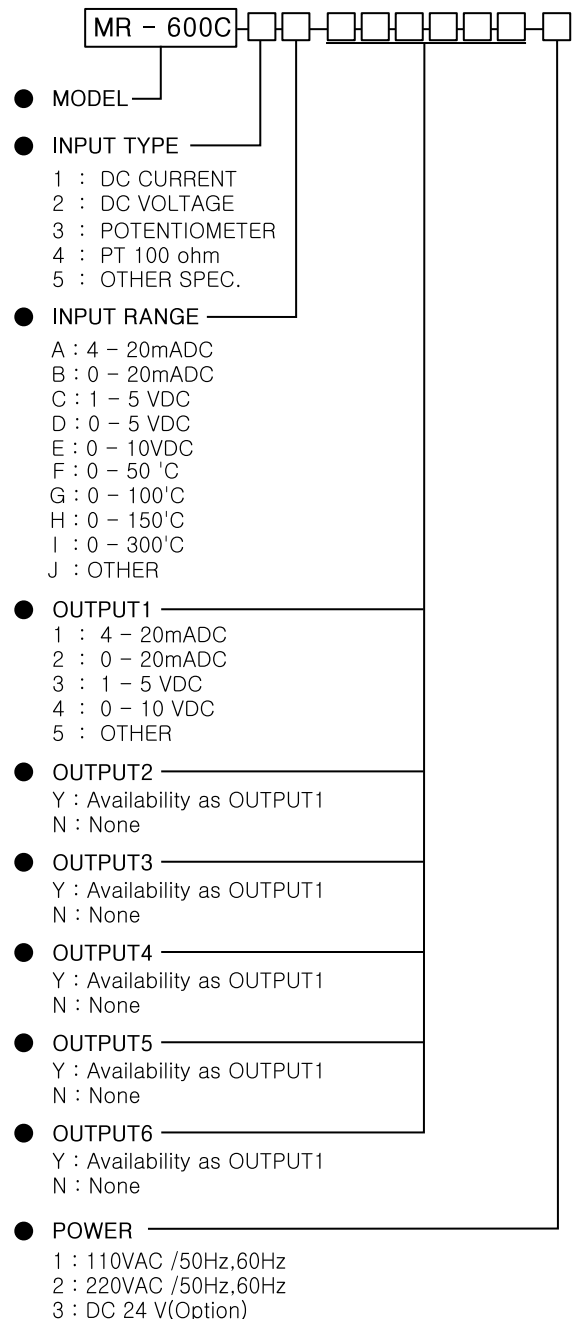 MR - 600C
● MODEL
● INPUT TYPE
1 : DC CURRENT
2 : DC VOLTAGE
3 : POTENTIOMETER
4 : PT 100 ohm
5 : OTHER SPEC.
● INPUT RANGE
A : 4 - 20mADC
B : 0 - 20mADC
C : 1 - 5 VDC
D : 0 - 5 VDC
E : 0 - 10VDC
F : 0 - 50 'C
G : 0 - 100'C
H : 0 - 150'C
I : 0 - 300'C
J : OTHER
● OUTPUT1
1 : 4 - 20mADC
2 : 0 - 20mADC
3 : 1 - 5 VDC
4 : 0 - 10 VDC
5 : OTHER
● OUTPUT2
Y : Availability as OUTPUT1
N : None
● OUTPUT3
Y : Availability as OUTPUT1
N : None
● OUTPUT4
Y : Availability as OUTPUT1
N : None
● OUTPUT5
Y : Availability as OUTPUT1
N : None
● OUTPUT6
Y : Availability as OUTPUT1
N : None
● POWER
1 : 110VAC /50Hz,60Hz
2 : 220VAC /50Hz,60Hz
3 : DC 24 V(Option)